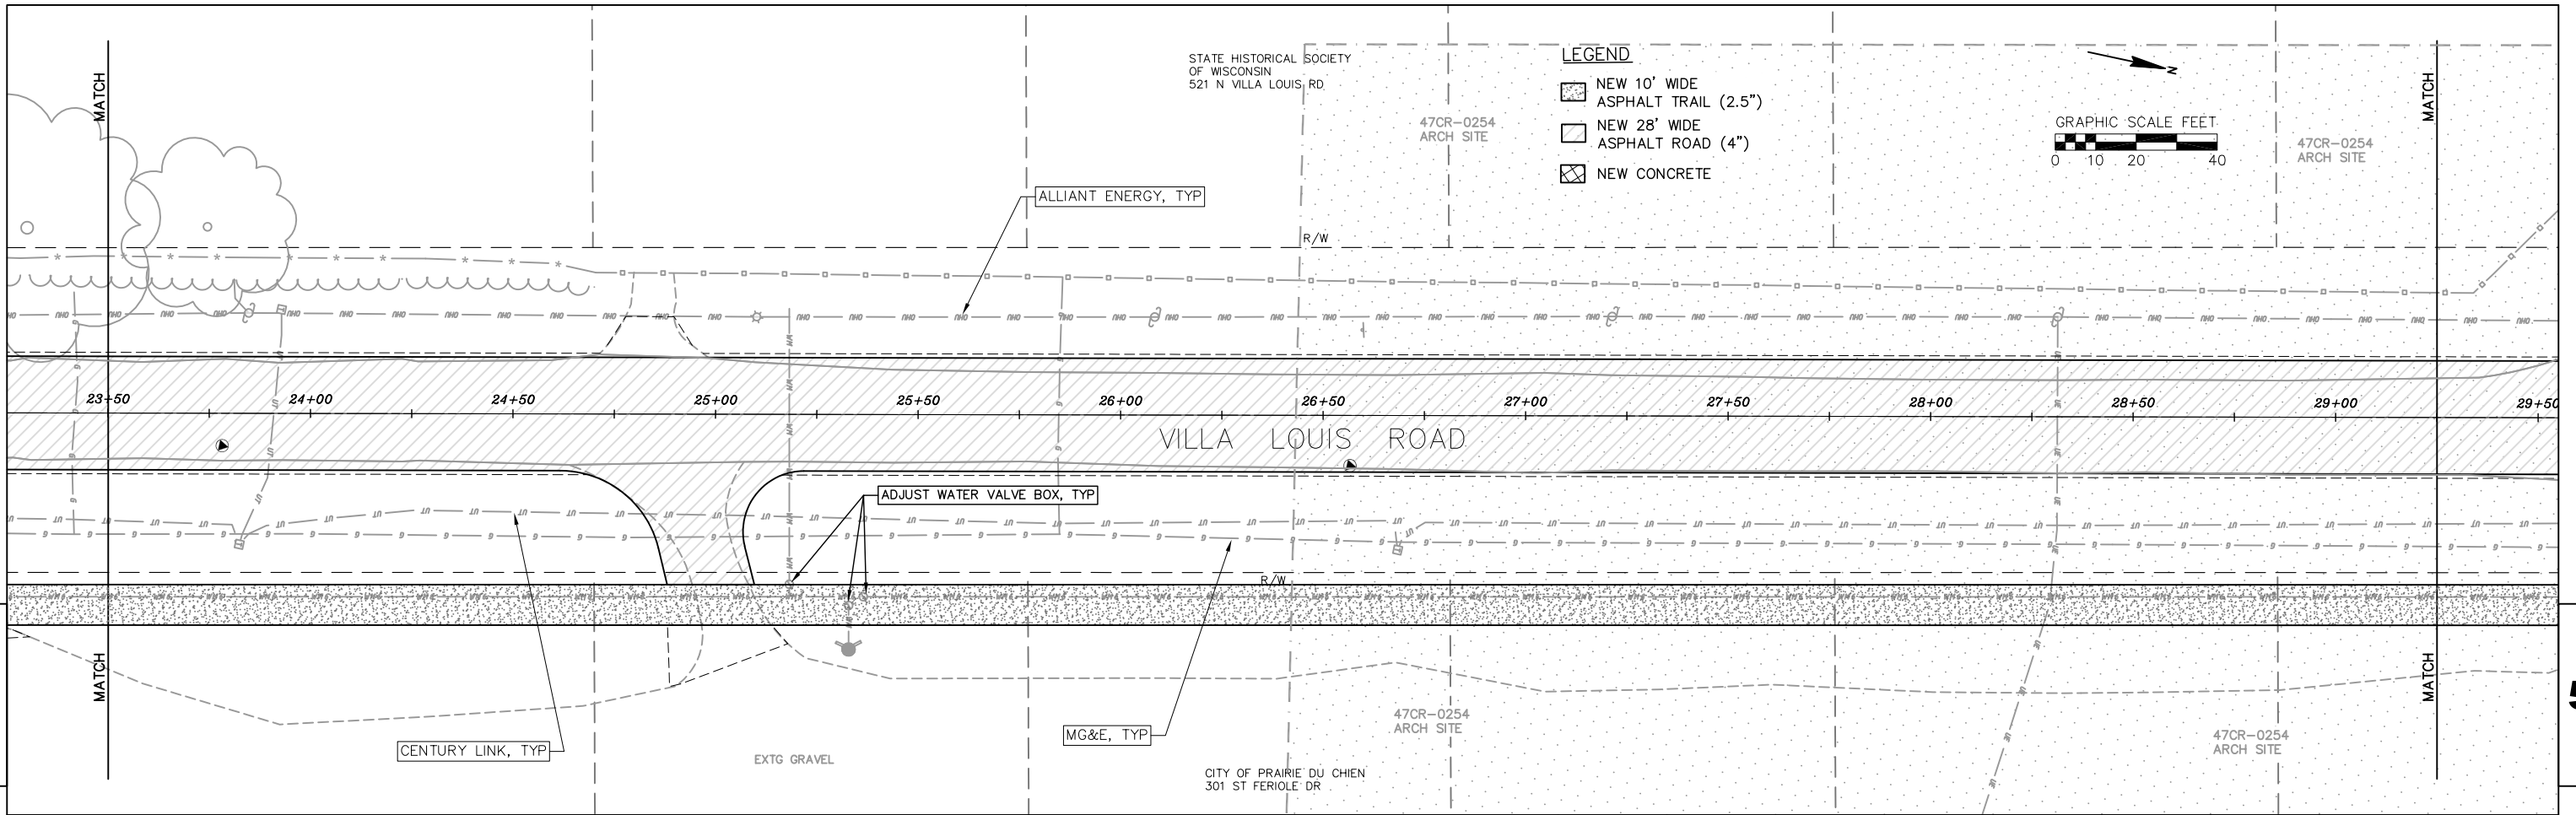 MATCH
STATE HISTORICAL SOCIETY
OF WISCONSIN
521 N VILLA LOUIS RD
LEGEND
NEW 10' WIDE
ASPHALT TRAIL (2.5")
NEW 28' WIDE
ASPHALT ROAD (4")
NEW CONCRETE
47CR-0254
ARCH SITE
N
GRAPHIC SCALE FEET
0 10 20 40
47CR-0254
ARCH SITE
MATCH
ALLIANT ENERGY, TYP
R/W
23+50 24+00 24+50 25+00 25+50 26+00 26+50 27+00 27+50 28+00 28+50 29+00 29+50
VILLA LOUIS ROAD
ADJUST WATER VALVE BOX, TYP
R/W
MATCH
CENTURY LINK, TYP
EXTG GRAVEL
MG&E, TYP
CITY OF PRAIRIE DU CHIEN
301 ST FERIOLE DR
47CR-0254
ARCH SITE
47CR-0254
ARCH SITE
MATCH